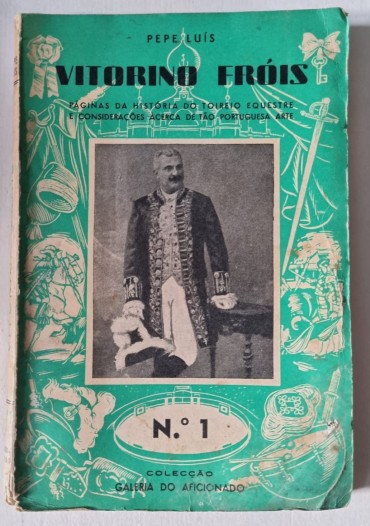 PEPE LUÍS
VITORINO FRÓIS
PÁGINAS DA HISTÓRIA DO TOIREIO EQUESTRE
E CONSIDERAÇÕES ACERCA DE TÃO PORTUGUESA ARTE
N.º 1
COLECÇÃO
GALERIA DO AFICIONADO